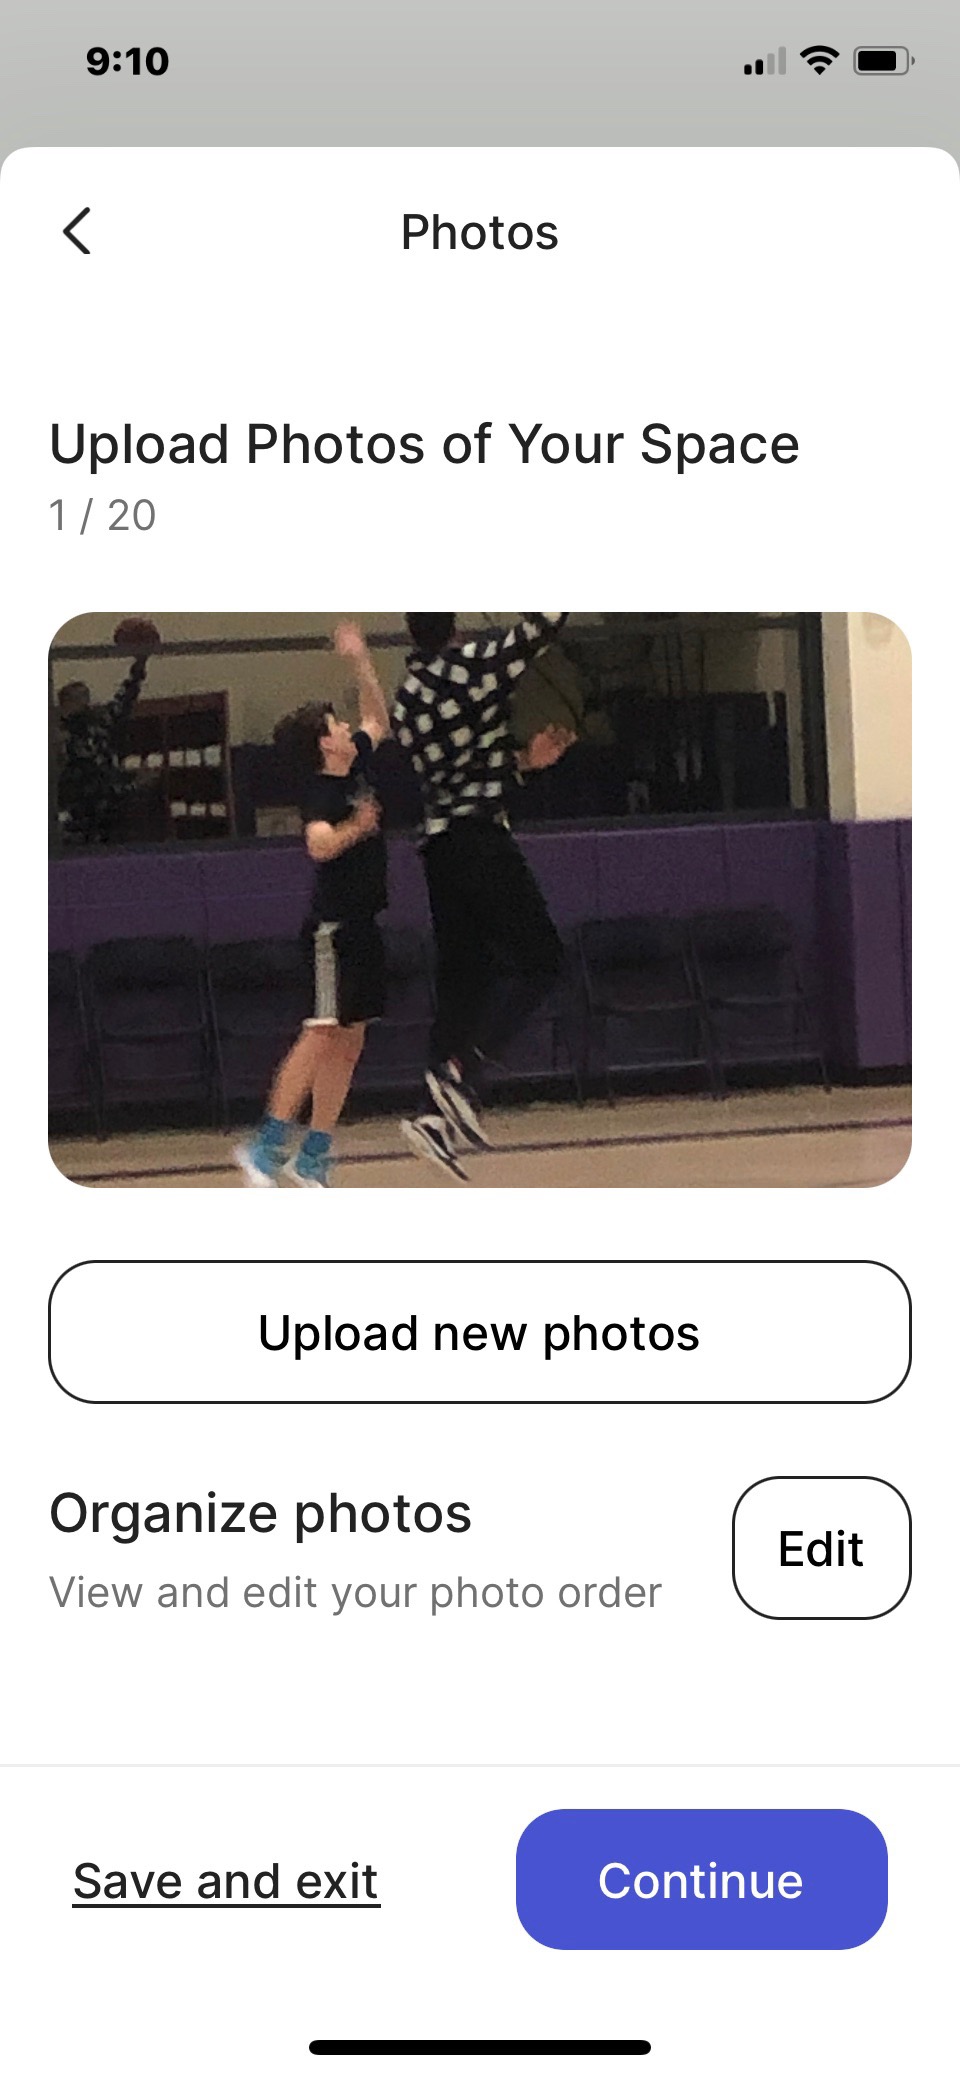 9:10
Photos
Upload Photos of Your Space
1 / 20
Upload new photos
Organize photos
View and edit your photo order
Edit
Save and exit
Continue